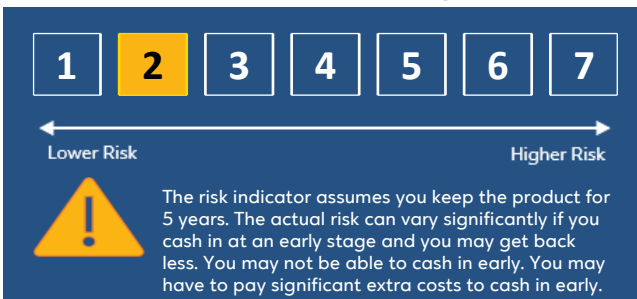 1 2 3 4 5 6 7
Lower Risk Higher Risk
The risk indicator assumes you keep the product for
5 years. The actual risk can vary significantly if you
cash in at an early stage and you may get back
less. You may not be able to cash in early. You may
have to pay significant extra costs to cash in early.